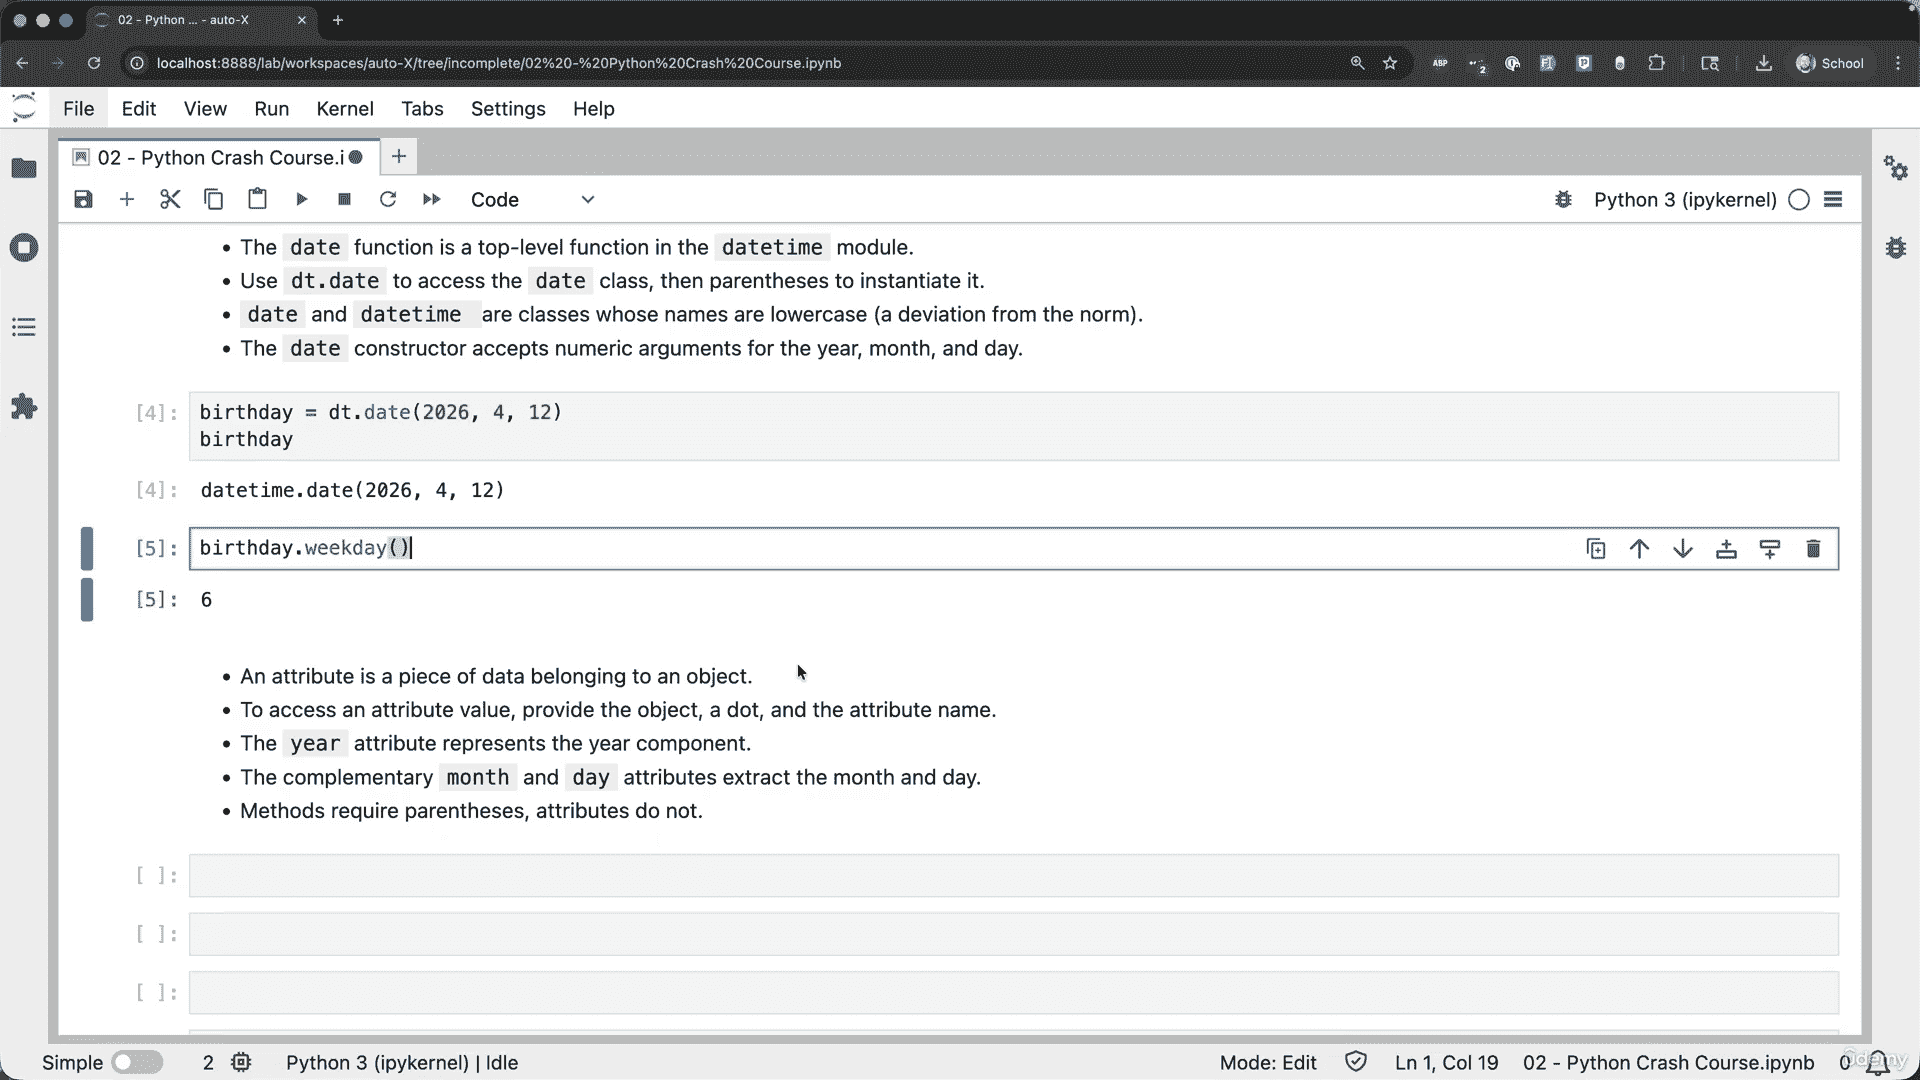 02 - Python ... - auto-X
localhost:8888/lab/workspaces/auto-X/tree/incomplete/02%20-%20Python%20Crash%20Course.ipynb
ABP
2
School
File Edit View Run Kernel Tabs Settings Help
02 - Python Crash Course.i
Code
Python 3 (ipykernel)
• The date function is a top-level function in the datetime module.
• Use dt.date to access the date class, then parentheses to instantiate it.
• date and datetime are classes whose names are lowercase (a deviation from the norm).
• The date constructor accepts numeric arguments for the year, month, and day.
[4]: birthday = dt.date(2026, 4, 12)
birthday
[4]: datetime.date(2026, 4, 12)
[5]: birthday.weekday()
[5]: 6
• An attribute is a piece of data belonging to an object.
• To access an attribute value, provide the object, a dot, and the attribute name.
• The year attribute represents the year component.
• The complementary month and day attributes extract the month and day.
• Methods require parentheses, attributes do not.
[ ]:
[ ]:
[ ]:
Simple 2 Python 3 (ipykernel) | Idle Mode: Edit Ln 1, Col 19 02 - Python Crash Course.ipynb 0
Udemy